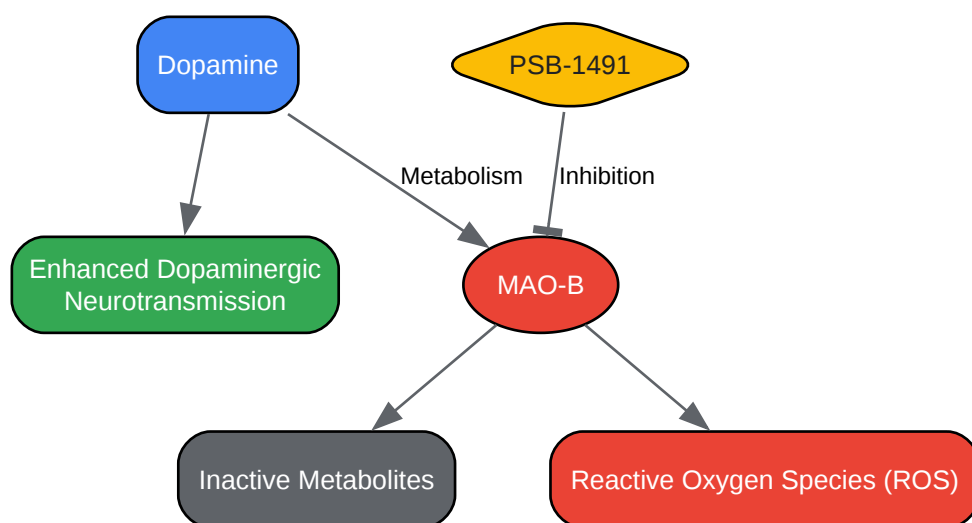 Dopamine
PSB-1491
Metabolism
Inhibition
Enhanced Dopaminergic
Neurotransmission
MAO-B
Inactive Metabolites
Reactive Oxygen Species (ROS)